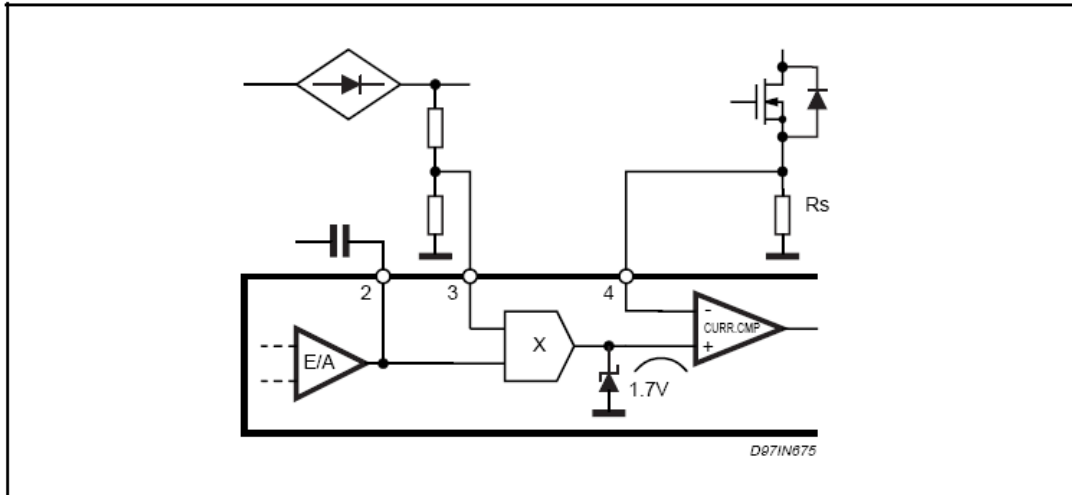 Rs
2
3
4
E/A
X
CURR.CMP
-
+
1.7V
D97IN675